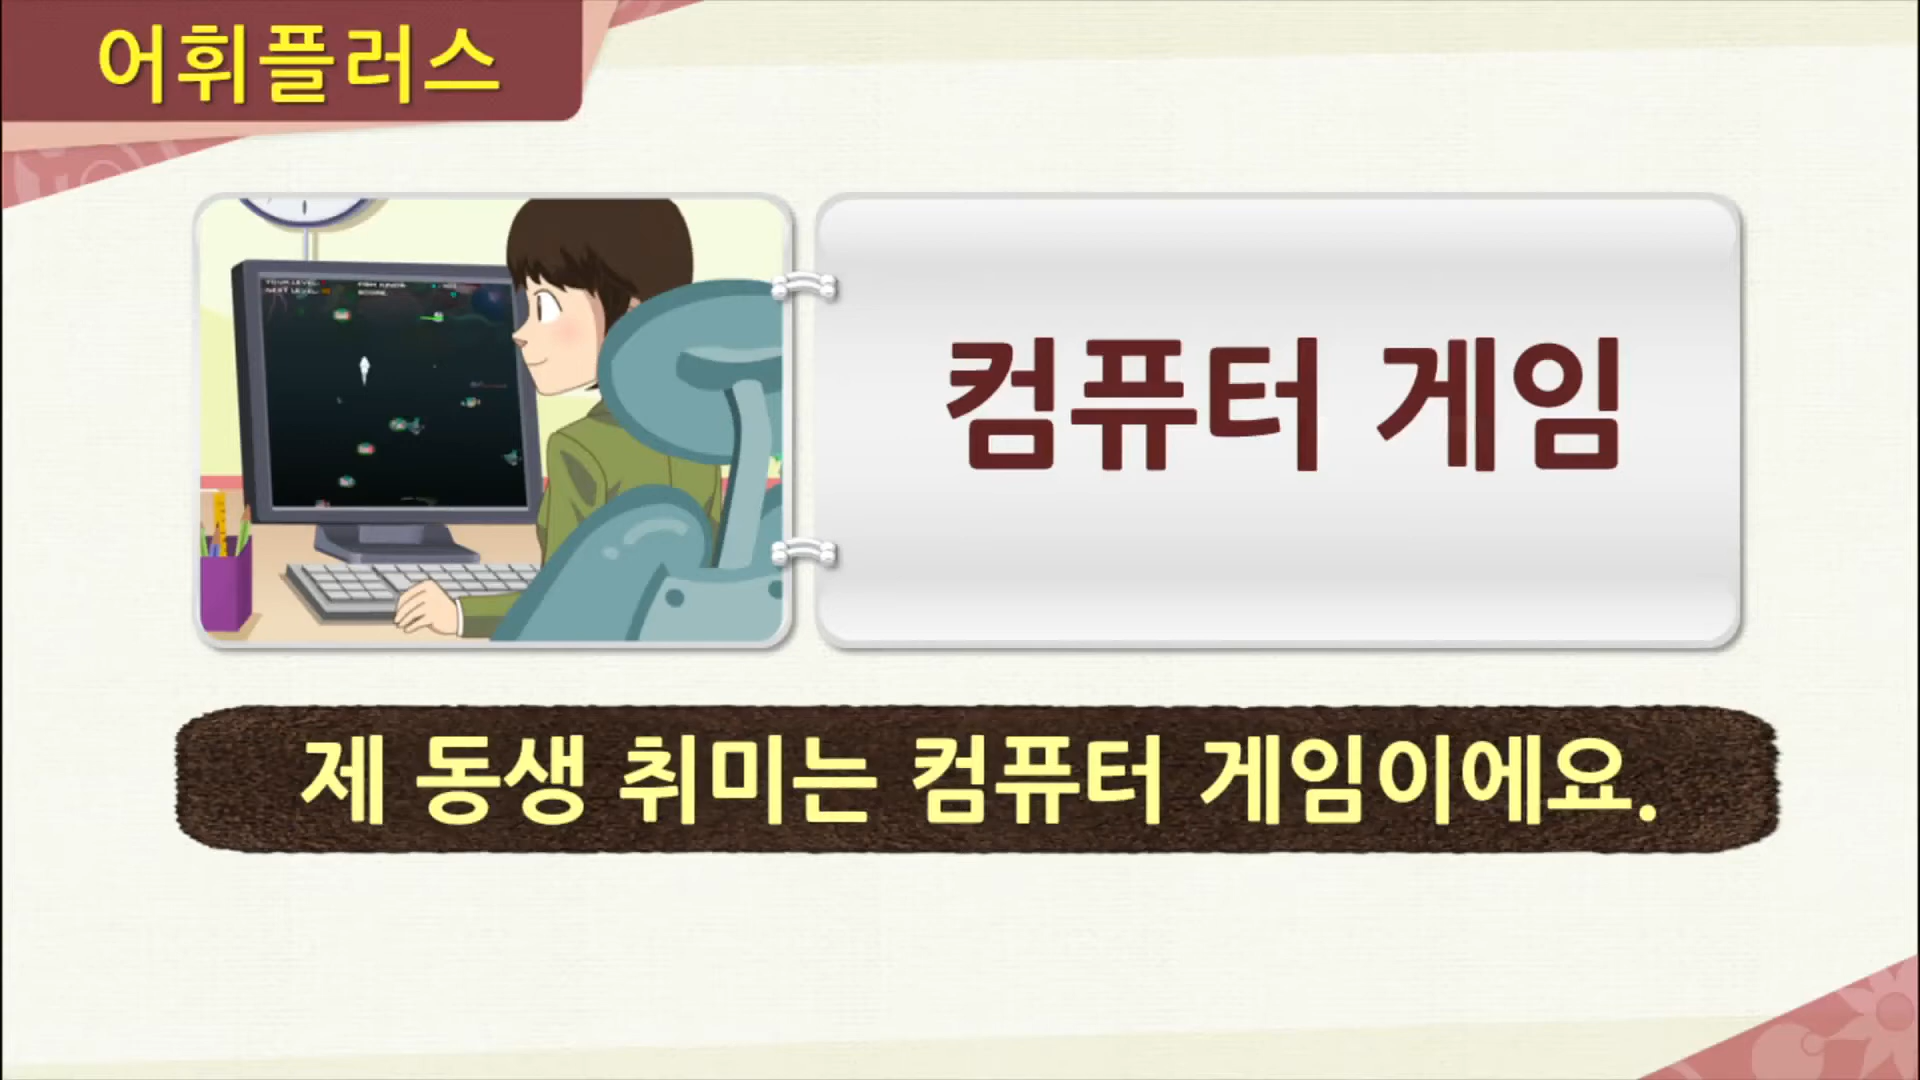 어휘플러스
컴퓨터 게임
제 동생 취미는 컴퓨터 게임이에요.